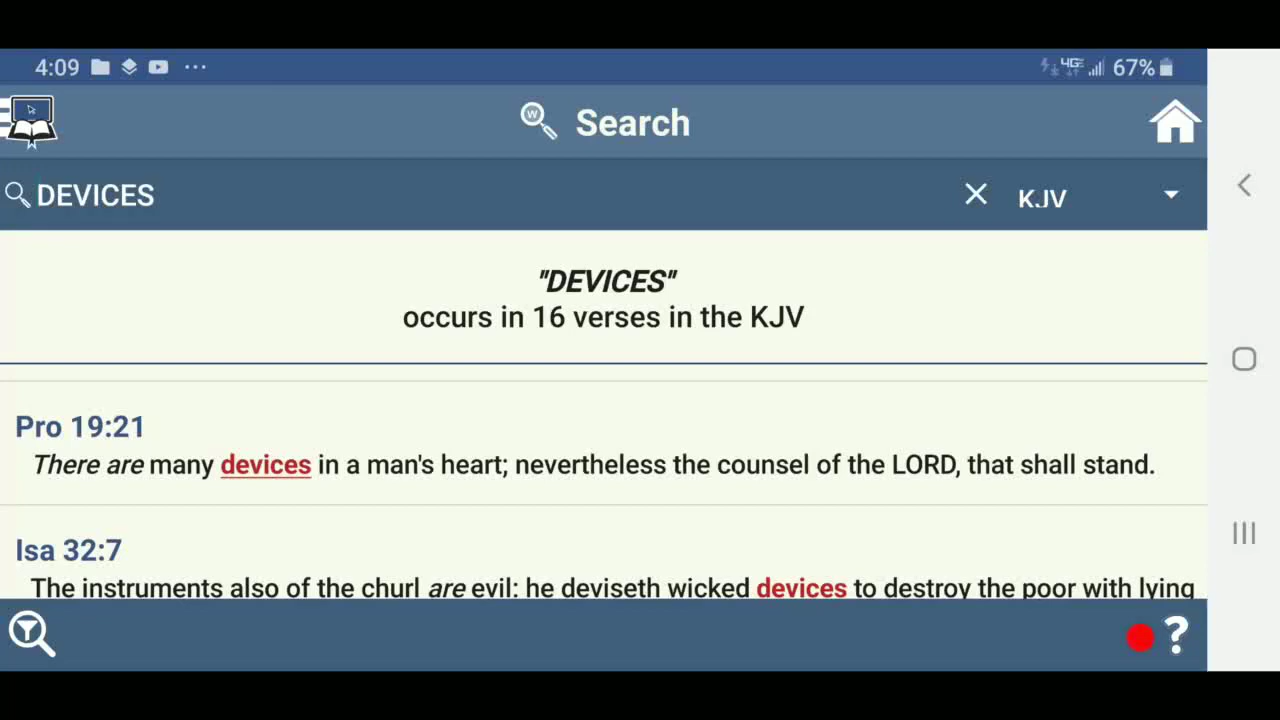 4:09 4G 67%
W Search
DEVICES KJV
"DEVICES"
occurs in 16 verses in the KJV
Pro 19:21
There are many devices in a man's heart; nevertheless the counsel of the LORD, that shall stand.
Isa 32:7
The instruments also of the churl are evil: he deviseth wicked devices to destroy the poor with lying
?